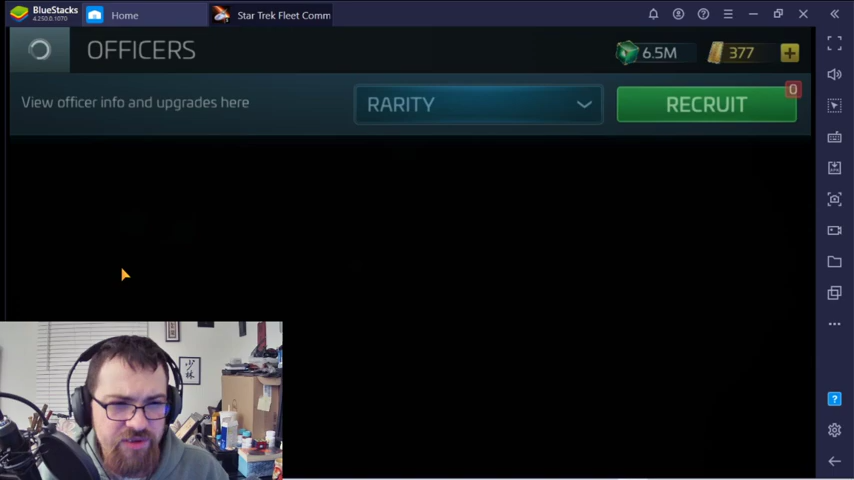 BlueStacks
4.250.0.1070
Home
Star Trek Fleet Comm
OFFICERS
6.5M
377
View officer info and upgrades here
RARITY
RECRUIT
0
少
林